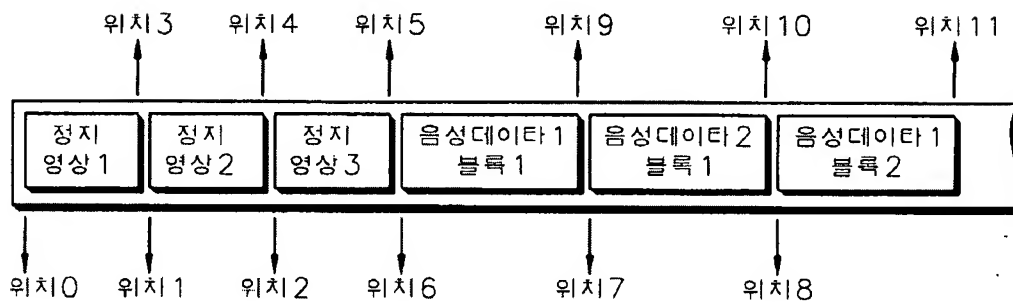 위치3 위치4 위치5 위치9 위치10 위치11
정지 정지 정지 음성데이타1 음성데이타2 음성데이타1
영상1 영상2 영상3 블록1 블록1 블록2
위치0 위치1 위치2 위치6 위치7 위치8